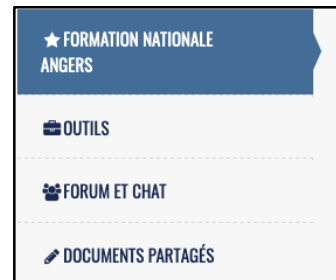 FORMATION NATIONALE
ANGERS
OUTILS
FORUM ET CHAT
DOCUMENTS PARTAGÉS